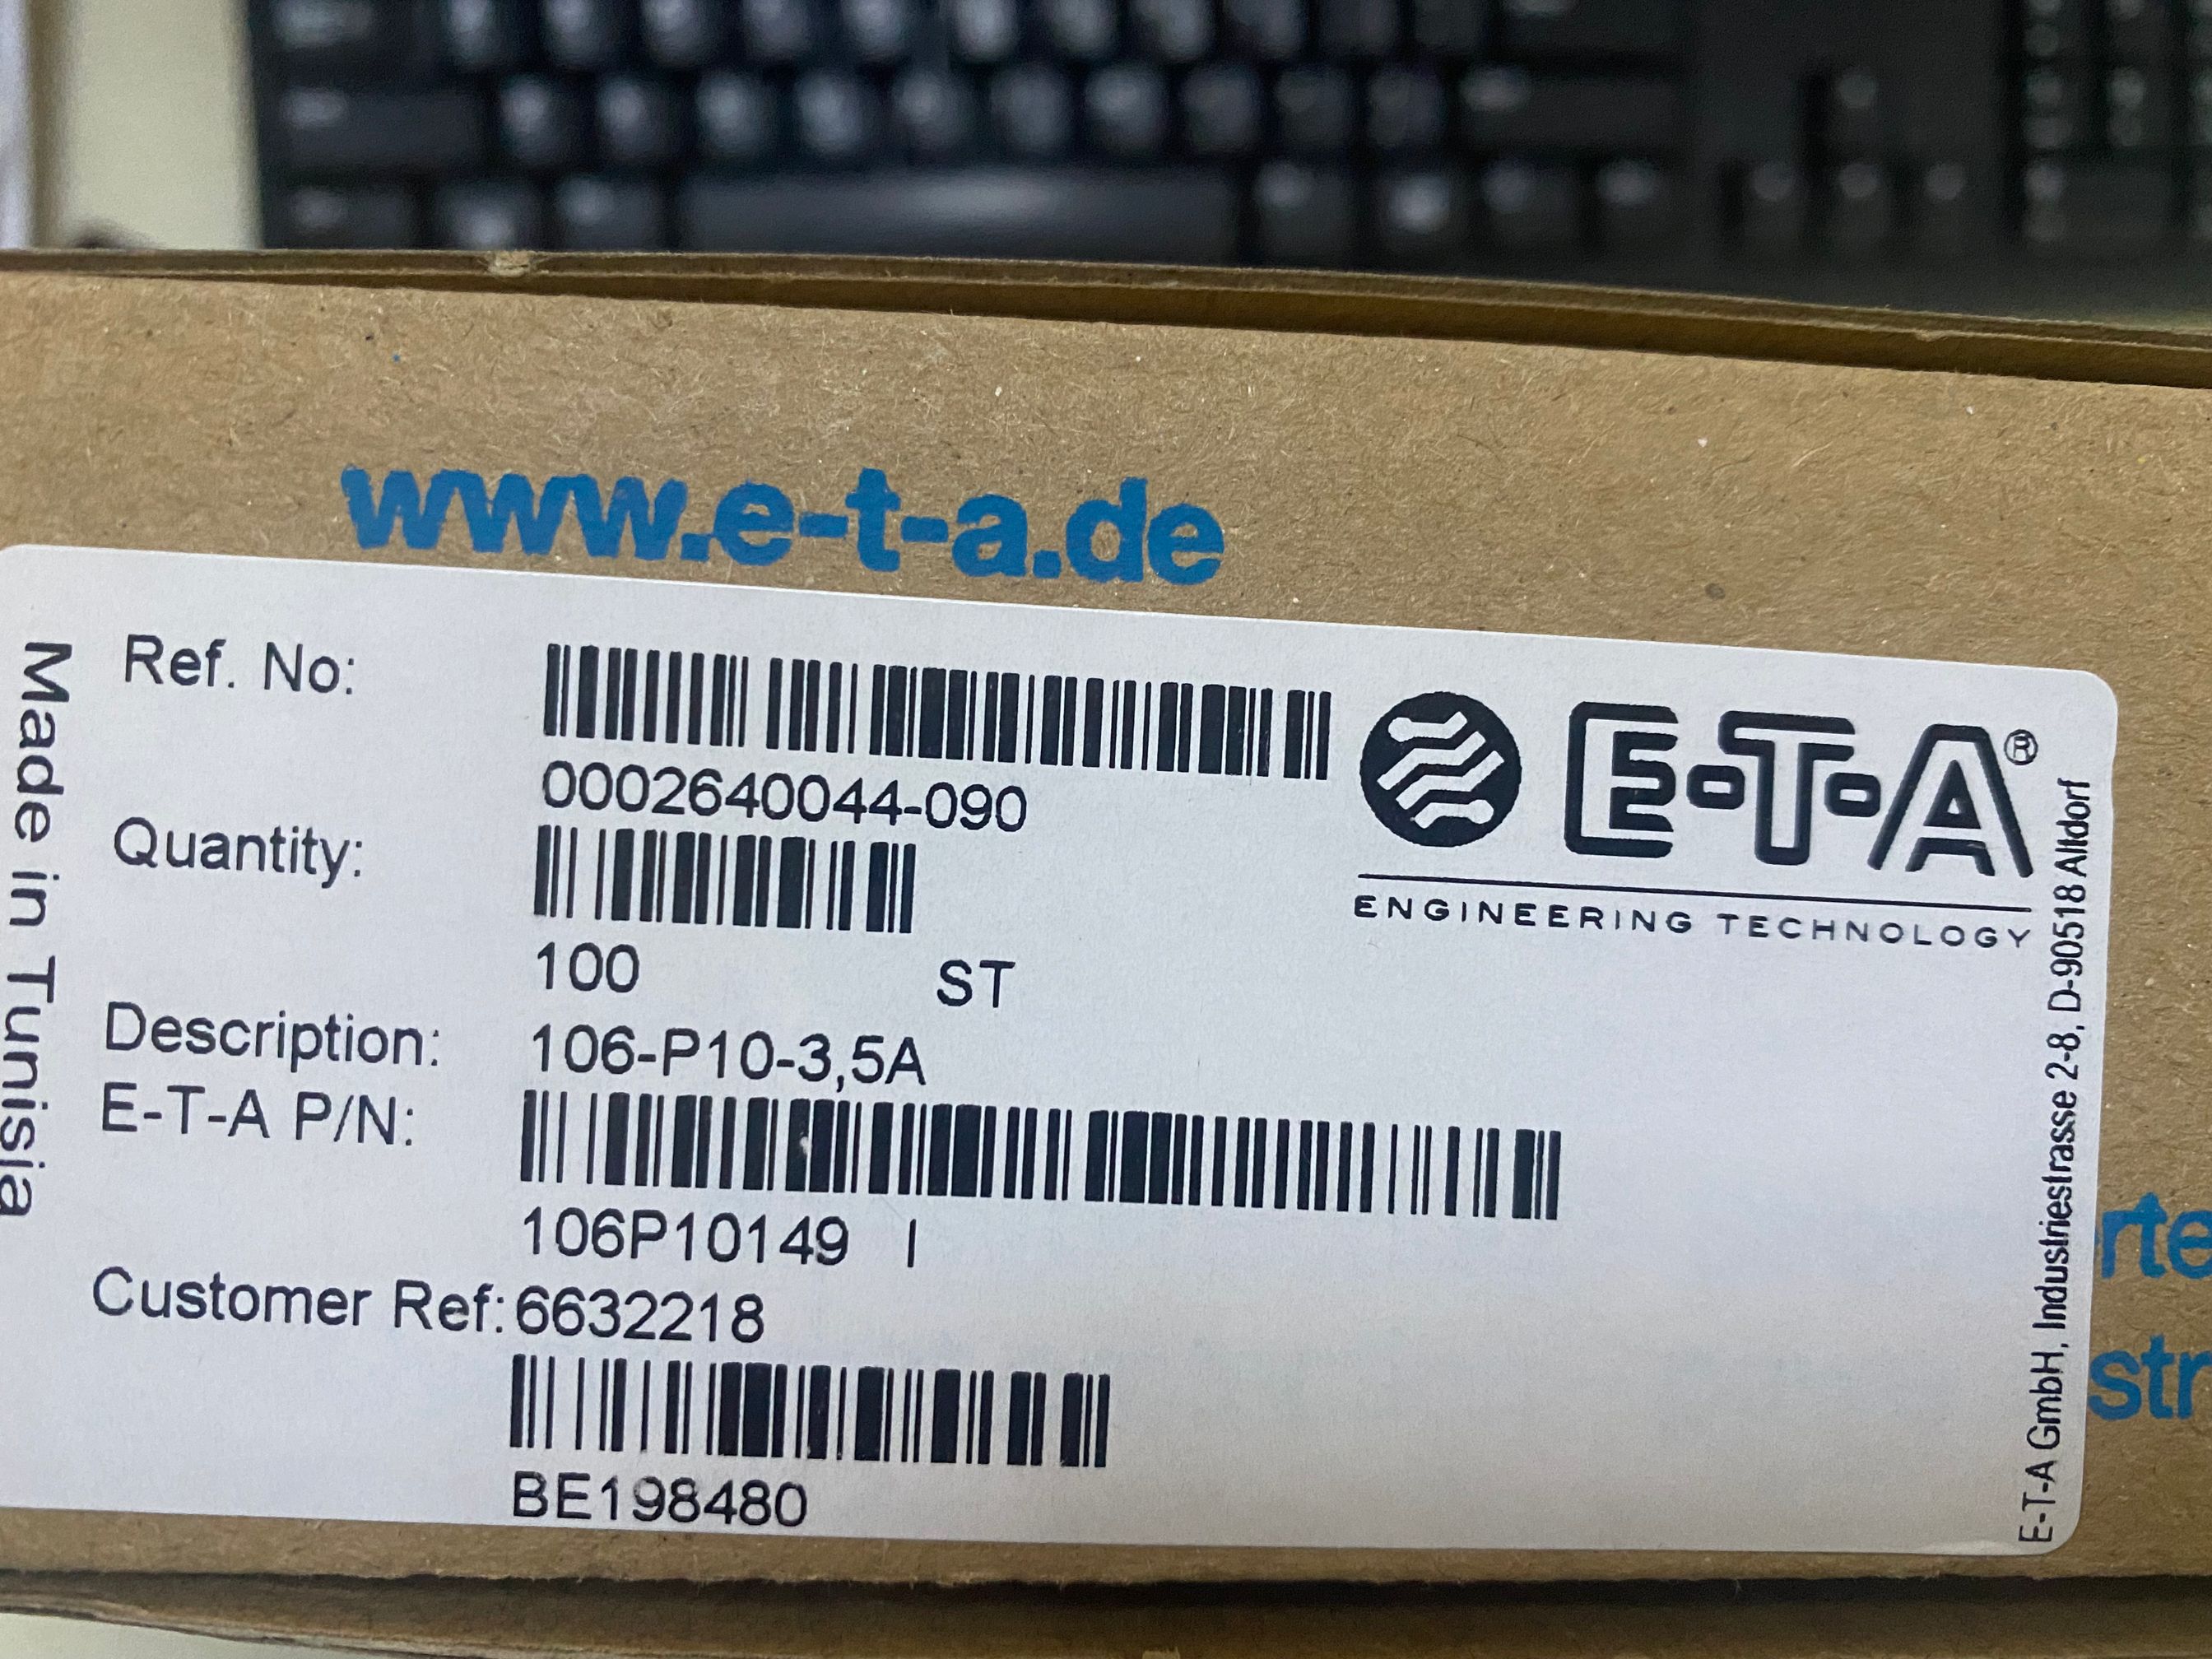 www.e-t-a.de
Made in Tunisia
Ref. No:
0002640044-090
Quantity:
100 ST
Description: 106-P10-3,5A
E-T-A P/N:
106P10149 I
Customer Ref: 6632218
BE198480
E-T-A®
ENGINEERING TECHNOLOGY
E-T-A GmbH, Industriestrasse 2-8, D-90518 Altdorf